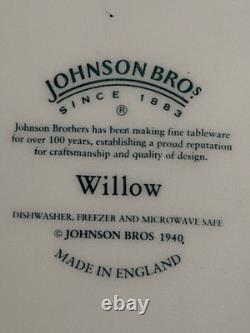 JOHNSON BROS
SINCE 1883
®
Johnson Brothers has been making fine tableware
for over 100 years, establishing a proud reputation
for craftsmanship and quality of design.
Willow
DISHWASHER, FREEZER AND MICROWAVE SAFE
© JOHNSON BROS 1940
MADE IN ENGLAND